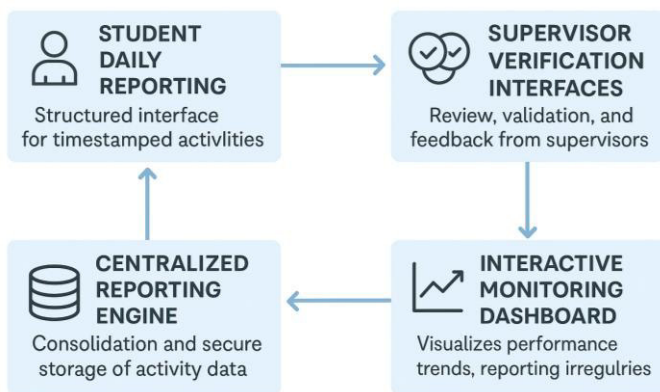 STUDENT
DAILY
REPORTING
Structured interface
for timestamped activlities
SUPERVISOR
VERIFICATION
INTERFACES
Review, validation, and
feedback from supervisors
CENTRALIZED
REPORTING
ENGINE
Consolidation and secure
storage of activity data
INTERACTIVE
MONITORING
DASHBOARD
Visualizes performance
trends, reporting irregulries